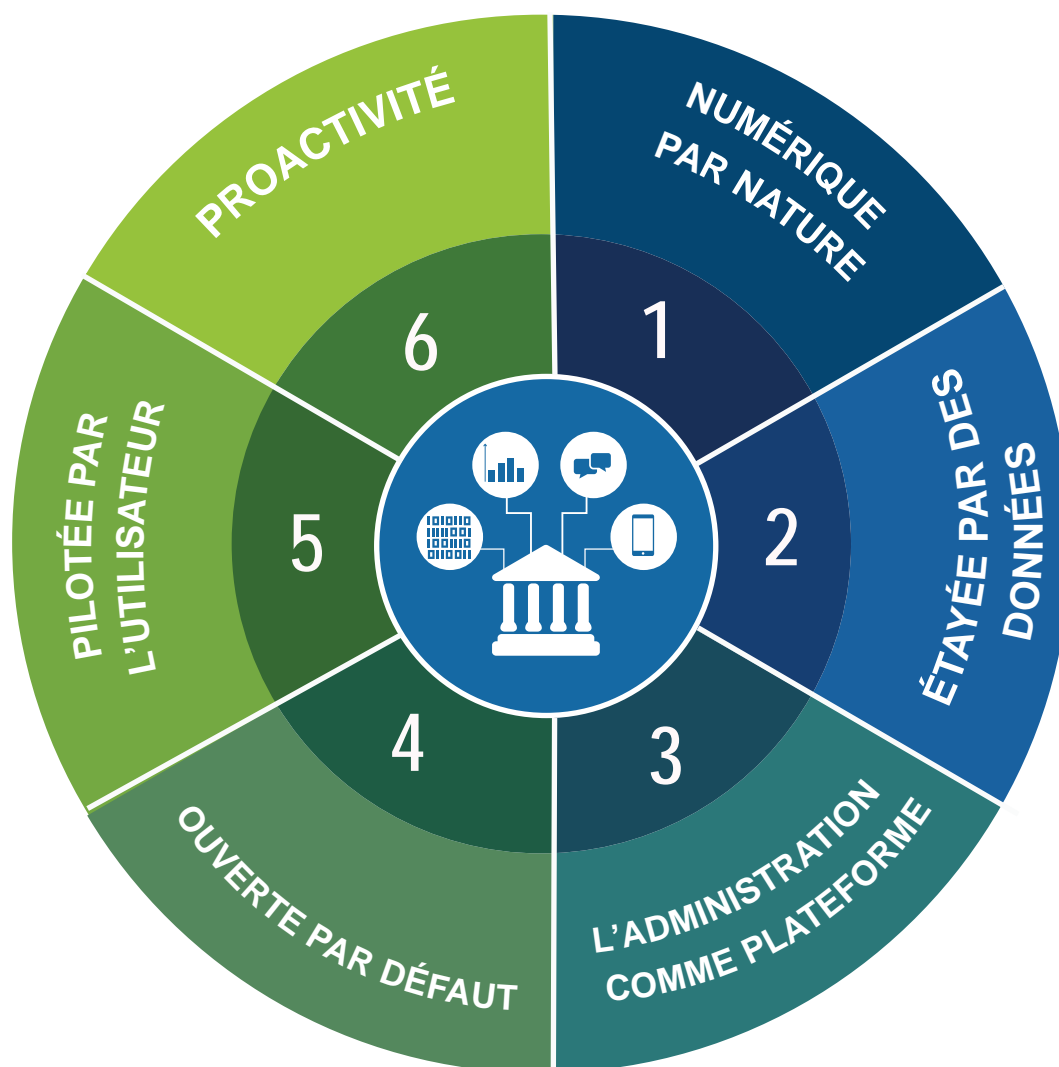 1
NUMÉRIQUE
PAR NATURE
2
ÉTAYÉE PAR DES
DONNÉES
3
L'ADMINISTRATION
COMME PLATEFORME
4
OUVERTE PAR DÉFAUT
5
PILOTÉE PAR
L'UTILISATEUR
6
PROACTIVITÉ